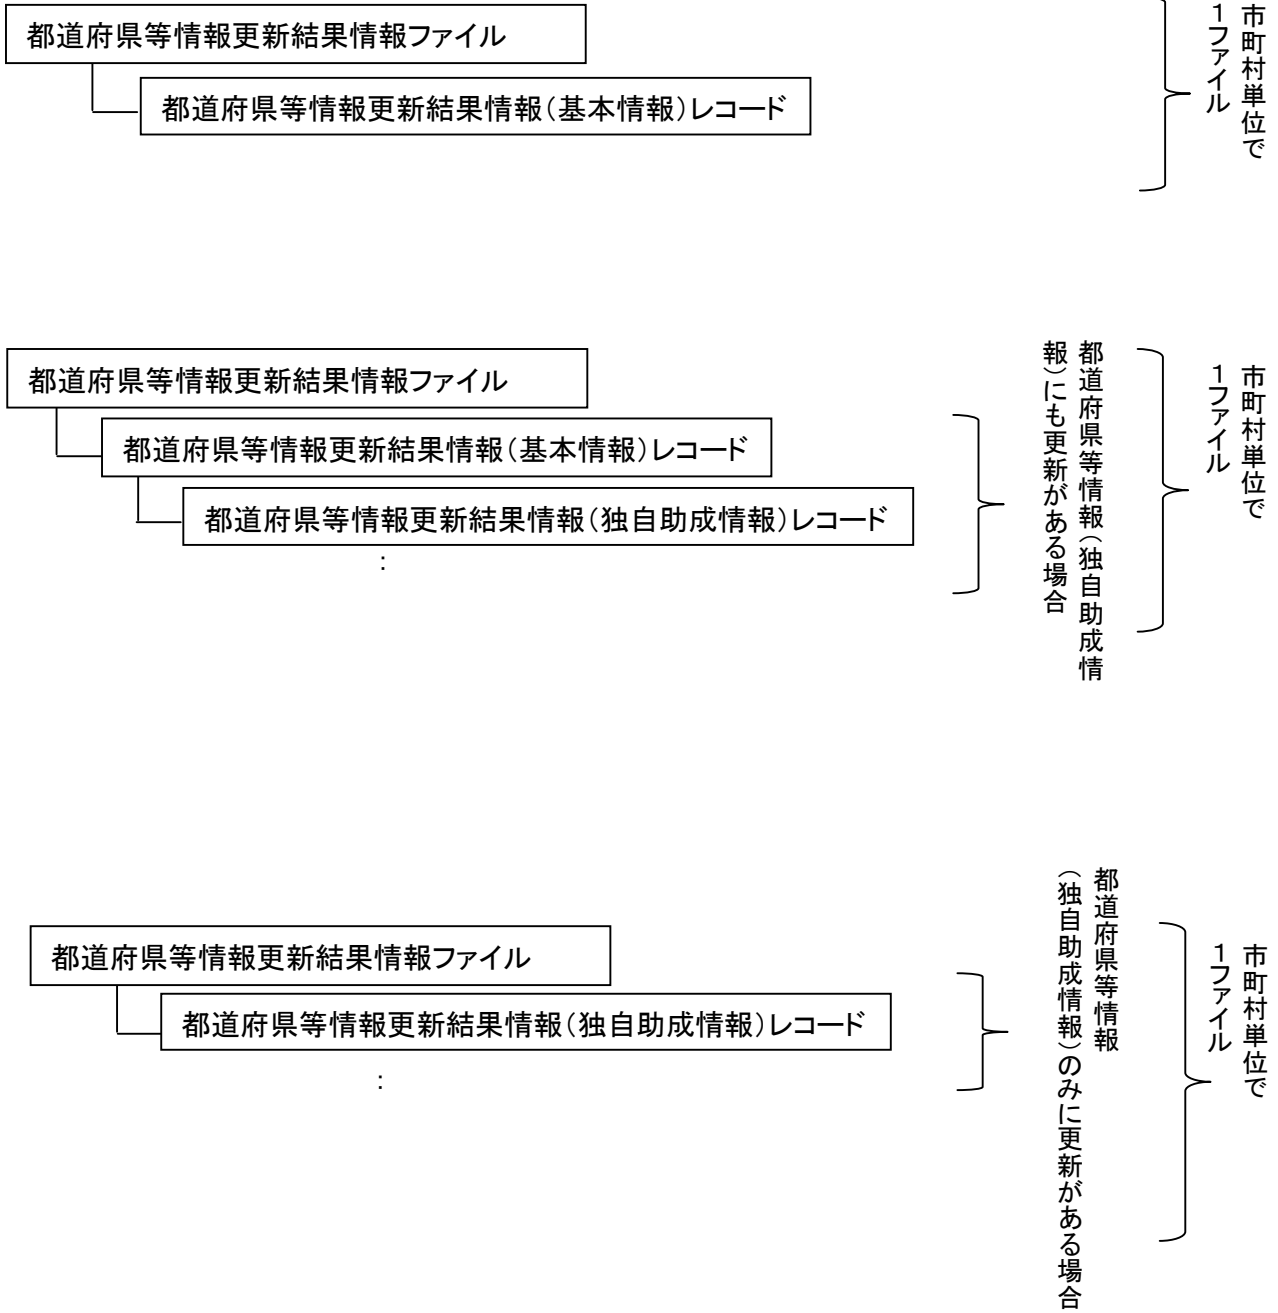 都道府県等情報更新結果情報ファイル
都道府県等情報更新結果情報（基本情報）レコード
市町村単位で
１ファイル
都道府県等情報更新結果情報ファイル
都道府県等情報更新結果情報（基本情報）レコード
都道府県等情報更新結果情報（独自助成情報）レコード
：
都道府県等情報（独自助成情
報）にも更新がある場合
市町村単位で
１ファイル
都道府県等情報更新結果情報ファイル
都道府県等情報更新結果情報（独自助成情報）レコード
：
都道府県等情報
（独自助成情報）のみに更新がある場合
市町村単位で
１ファイル